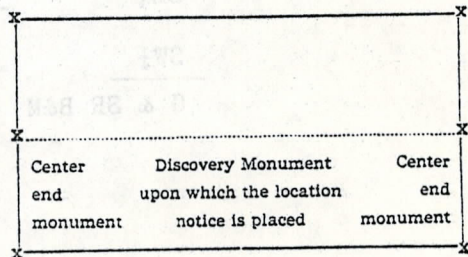 X X
X X
Center Discovery Monument Center
end upon which the location end
monument notice is placed monument
X X